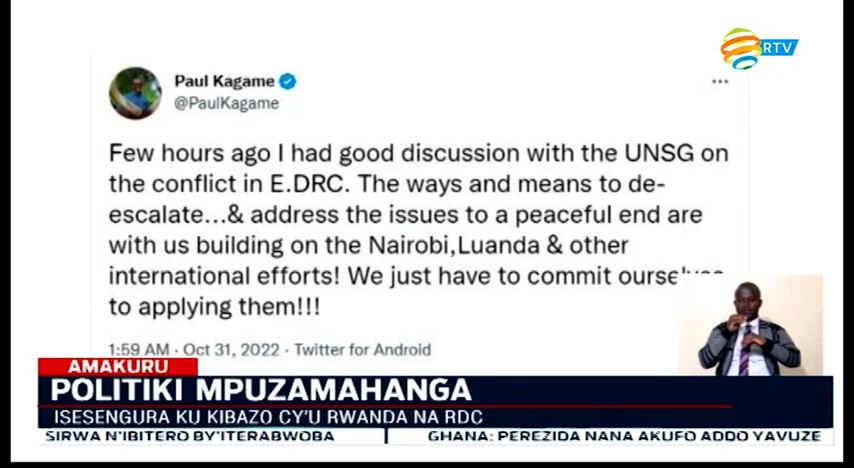 RTV
Paul Kagame
@PaulKagame
Few hours ago I had good discussion with the UNSG on
the conflict in E.DRC. The ways and means to de-
escalate...& address the issues to a peaceful end are
with us building on the Nairobi,Luanda & other
international efforts! We just have to commit
to applying them!!!
1:59 AM · Oct 31, 2022 · Twitter for Android
AMAKURU
POLITIKI MPUZAMAHANGA
ISESENGURA KU KIBAZO CY'U RWANDA NA RDC
SIRWA N'IBITERO BY'ITERABWOBA
GHANA: PEREZIDA NANA AKUFO ADDO YAVUZE